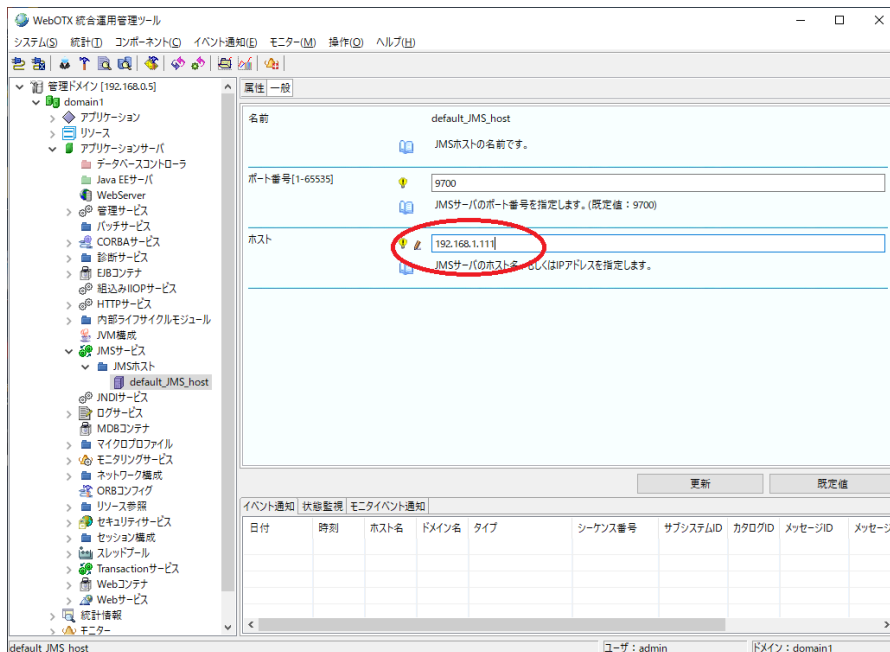 WebOTX 統合運用管理ツール
システム(S) 統計(T) コンポーネント(C) イベント通知(E) モニター(M) 操作(O) ヘルプ(H)
管理ドメイン [192.168.0.5]
domain1
アプリケーション
リソース
アプリケーションサーバ
データベースコントローラ
Java EEサーバ
WebServer
管理サービス
バッチサービス
CORBAサービス
診断サービス
EJBコンテナ
組込みIIOPサービス
HTTPサービス
内部ライフサイクルモジュール
JVM構成
JMSサービス
JMSホスト
default_JMS_host
JNDIサービス
ログサービス
MDBコンテナ
マイクロプロファイル
モニタリングサービス
ネットワーク構成
ORBコンフィグ
リソース参照
セキュリティサービス
セッション構成
スレッドプール
Transactionサービス
Webコンテナ
Webサービス
統計情報
モニター
属性 一般
名前 default_JMS_host
JMSホストの名前です。
ポート番号[1-65535] 9700
JMSサーバのポート番号を指定します。(既定値：9700)
ホスト 192.168.1.111
JMSサーバのホスト名、もしくはIPアドレスを指定します。
更新 既定値
イベント通知 状態監視 モニタイベント通知
日付 時刻 ホスト名 ドメイン名 タイプ シーケンス番号 サブシステムID カタログID メッセージID メッセージ
default_JMS_host ユーザ：admin ドメイン：domain1